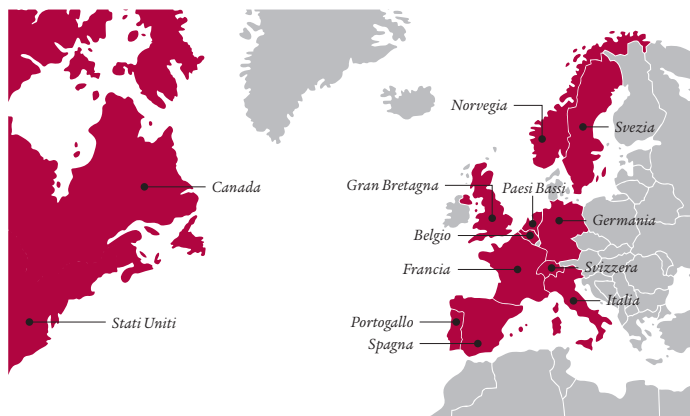 Norvegia
Svezia
Canada
Gran Bretagna
Paesi Bassi
Germania
Belgio
Francia
Svizzera
Italia
Stati Uniti
Portogallo
Spagna